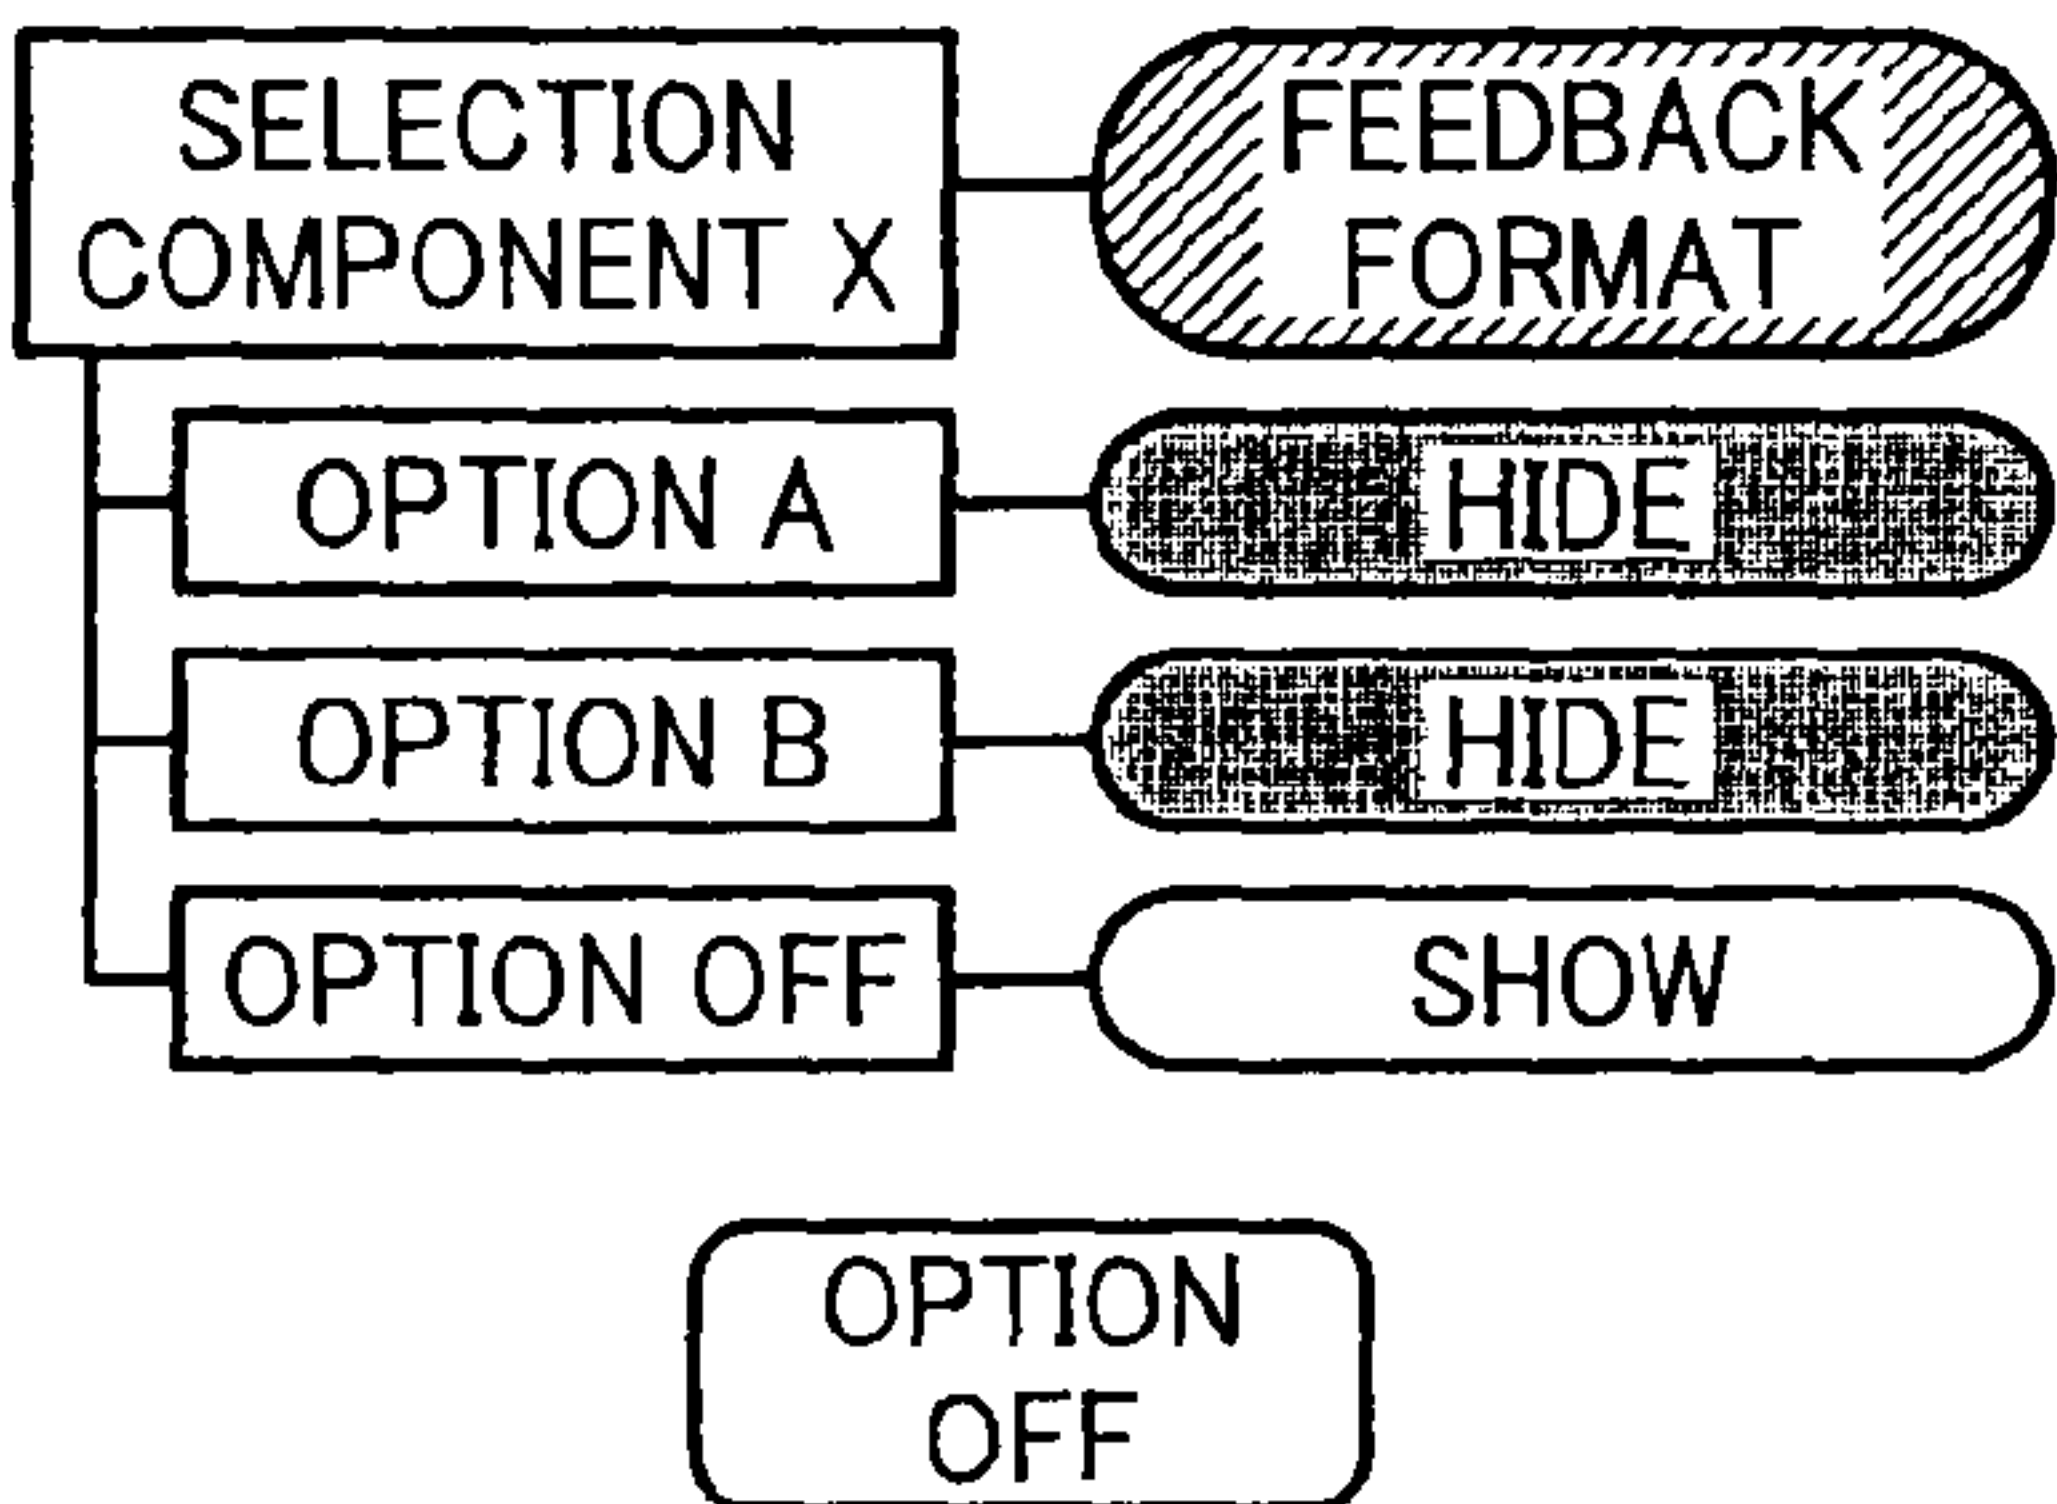 SELECTION
COMPONENT X
FEEDBACK
FORMAT
OPTION A
HIDE
OPTION B
HIDE
OPTION OFF
SHOW
OPTION
OFF